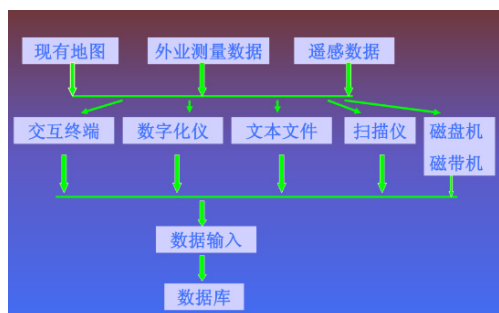 现有地图
外业测量数据
遥感数据
交互终端
数字化仪
文本文件
扫描仪
磁盘机
磁带机
数据输入
数据库